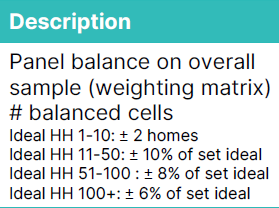 Description
Panel balance on overall
sample (weighting matrix)
# balanced cells
Ideal HH 1-10: ± 2 homes
Ideal HH 11-50: ± 10% of set ideal
Ideal HH 51-100 : ± 8% of set ideal
Ideal HH 100+: ± 6% of set ideal